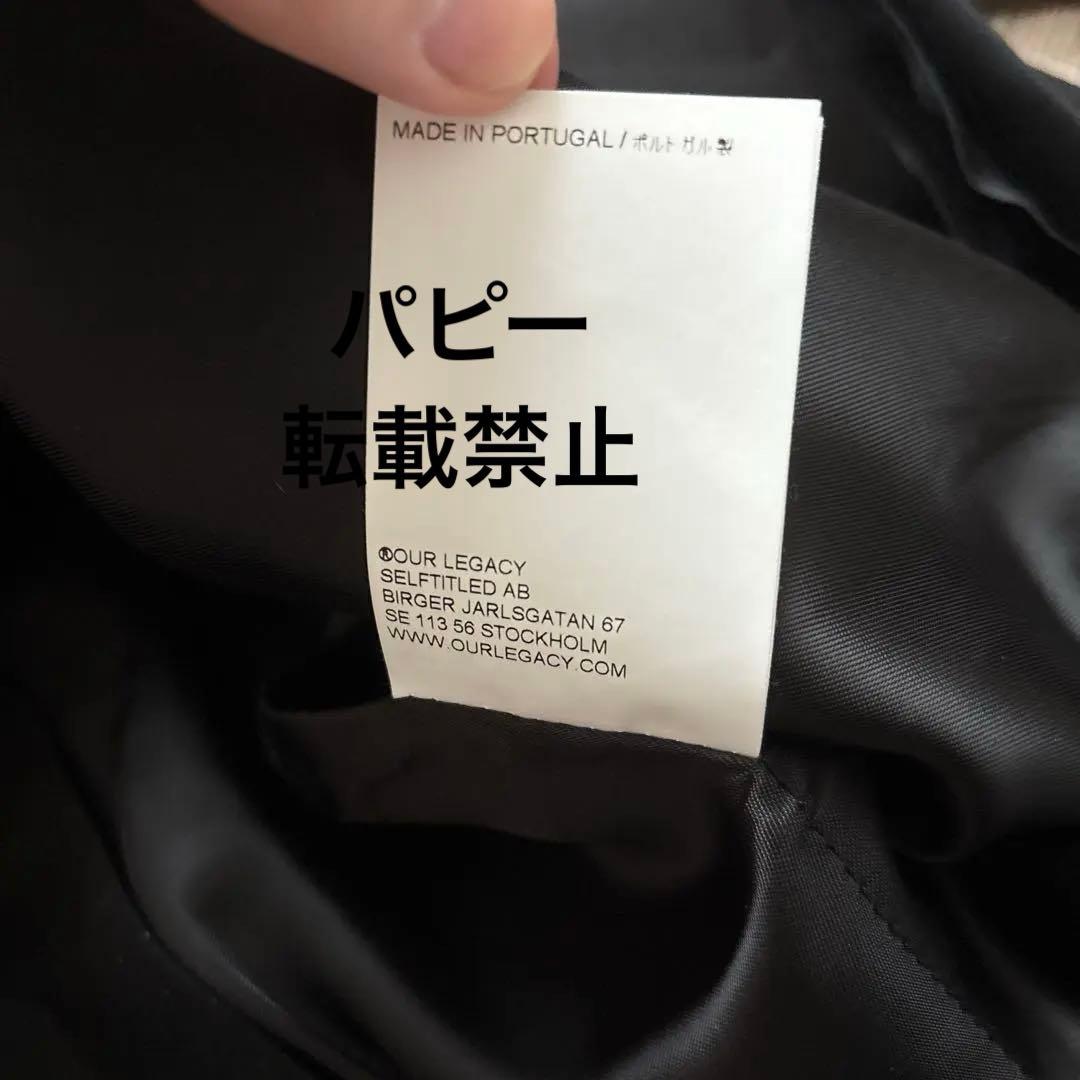 MADE IN PORTUGAL / ポルトガル製
パピー
転載禁止
®OUR LEGACY
SELFTITLED AB
BIRGER JARLSGATAN 67
SE 113 56 STOCKHOLM
WWW.OURLEGACY.COM